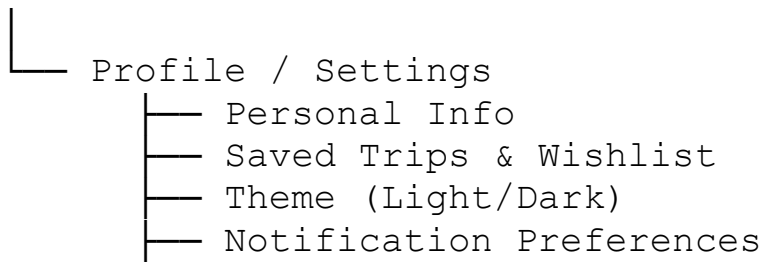 │
└── Profile / Settings
├── Personal Info
├── Saved Trips & Wishlist
├── Theme (Light/Dark)
├── Notification Preferences